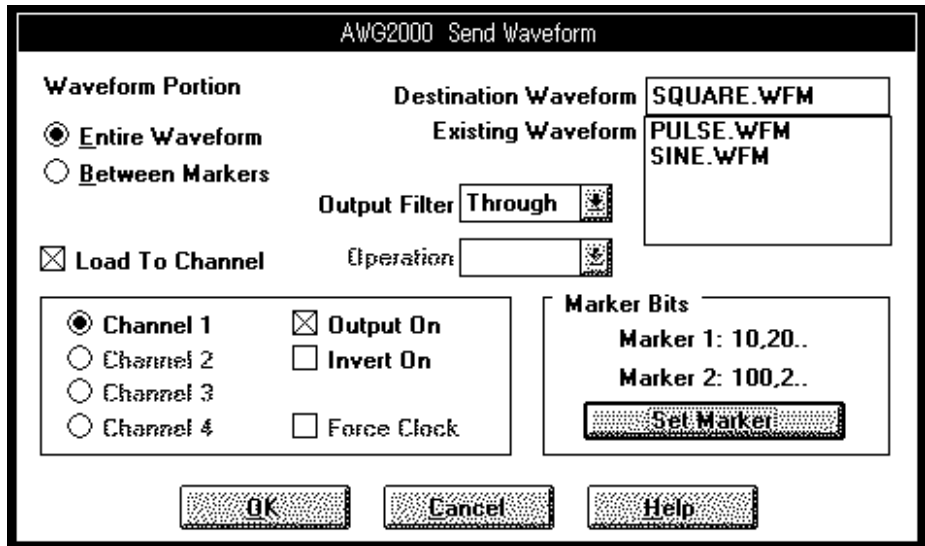 AWG2000 Send Waveform
Waveform Portion
Entire Waveform
Between Markers
Destination Waveform SQUARE.WFM
Existing Waveform PULSE.WFM
SINE.WFM
Output Filter Through
Load To Channel
Operation
Channel 1
Channel 2
Channel 3
Channel 4
Output On
Invert On
Force Clock
Marker Bits
Marker 1: 10,20..
Marker 2: 100,2..
Set Marker
OK
Cancel
Help